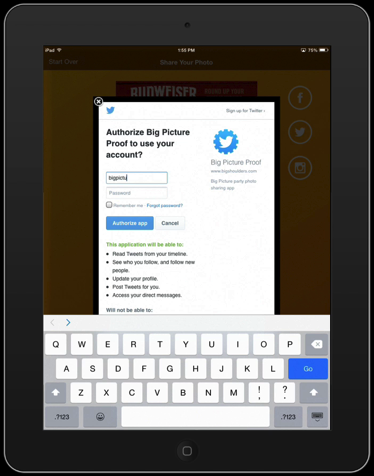 iPad
1:55 PM
75%
Start Over
Share Your Photo
BUDWEISER
Sign up for Twitter ›
Authorize Big Picture
Proof to use your
account?
bigpictu
Password
Remember me · Forgot password?
Authorize app
Cancel
Big Picture Proof
Big Picture party photo
sharing app
This application will be able to:
• Read Tweets from your timeline.
• See who you follow, and follow new
people.
• Update your profile.
• Post Tweets for you.
• Access your direct messages.
Will not be able to:
Q W E R T Y U I O P
A S D F G H J K L Go
Z X C V B N M ! , ? .
.?123
.?123